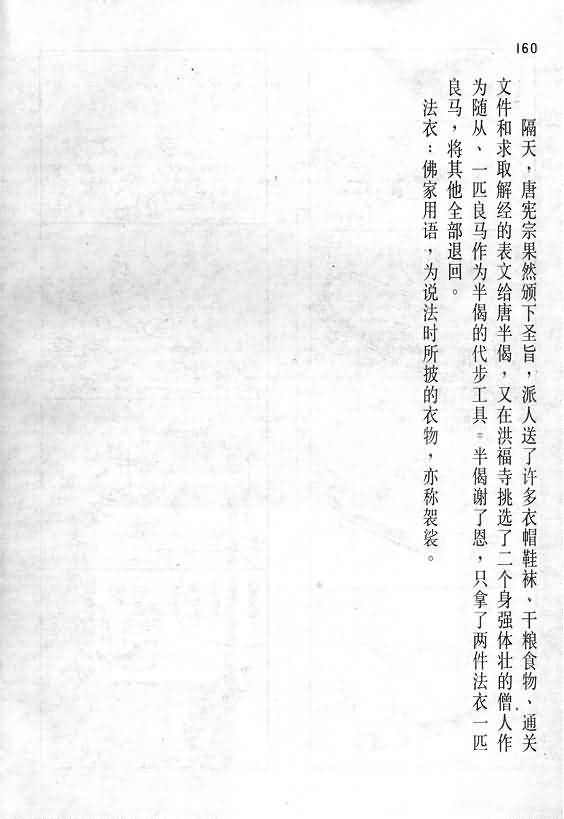 160
隔天，唐宪宗果然颁下圣旨，派人送了许多衣帽鞋袜、干粮食物、通关
文件和求取解经的表文给唐半偈，又在洪福寺挑选了二个身强体壮的僧人作
为随从、一匹良马作为半偈的代步工具。半偈谢了恩，只拿了两件法衣一匹
良马，将其他全部退回。
法衣：佛家用语，为说法时所披的衣物，亦称袈裟。